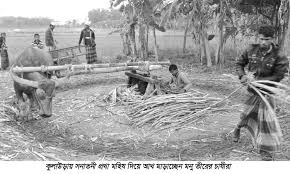 কুলাউড়ায় সনাতনী প্রথা মহিষ দিয়ে আখ মাড়াচ্ছেন মনু তীরের চাষীরা